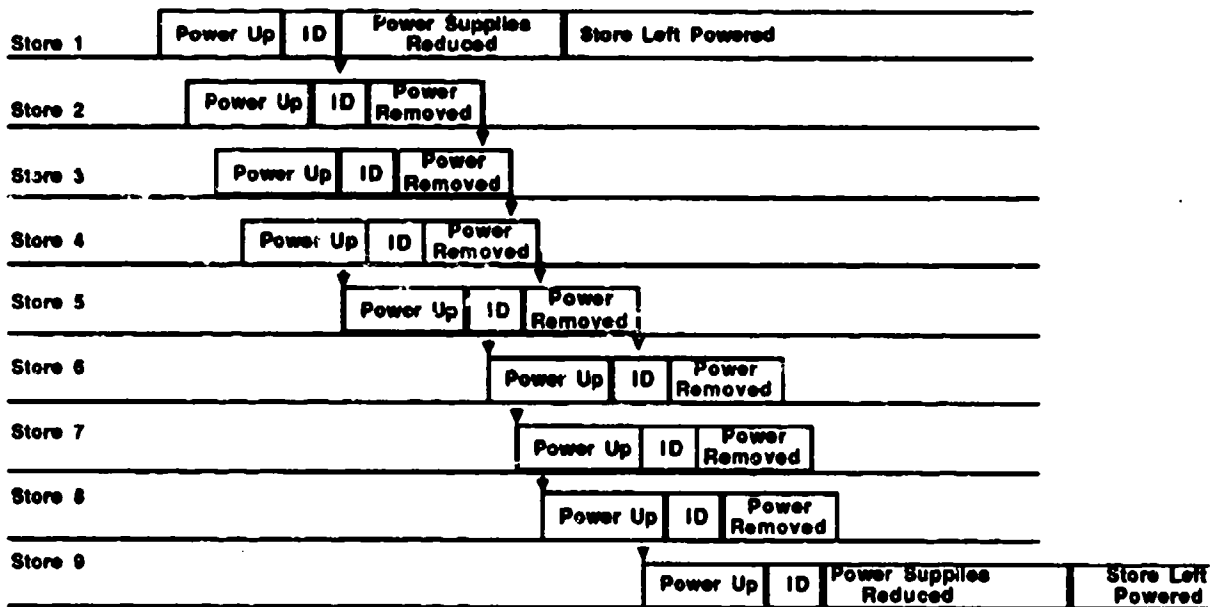 Store 1
Power Up
ID
Power Supplies
Reduced
Store Left Powered
Store 2
Power Up
ID
Power
Removed
Store 3
Power Up
ID
Power
Removed
Store 4
Power Up
ID
Power
Removed
Store 5
Power Up
ID
Power
Removed
Store 6
Power Up
ID
Power
Removed
Store 7
Power Up
ID
Power
Removed
Store 8
Power Up
ID
Power
Removed
Store 9
Power Up
ID
Power Supplies
Reduced
Store Left
Powered